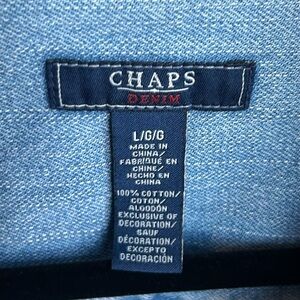 CHAPS
DENIM
L/G/G
MADE IN
CHINA/
FABRIQUÉ EN
CHINE/
HECHO EN
CHINA
100% COTTON/
COTON/
ALGODÓN
EXCLUSIVE OF
DECORATION/
SAUF
DÉCORATION/
EXCEPTO
DECORACIÓN